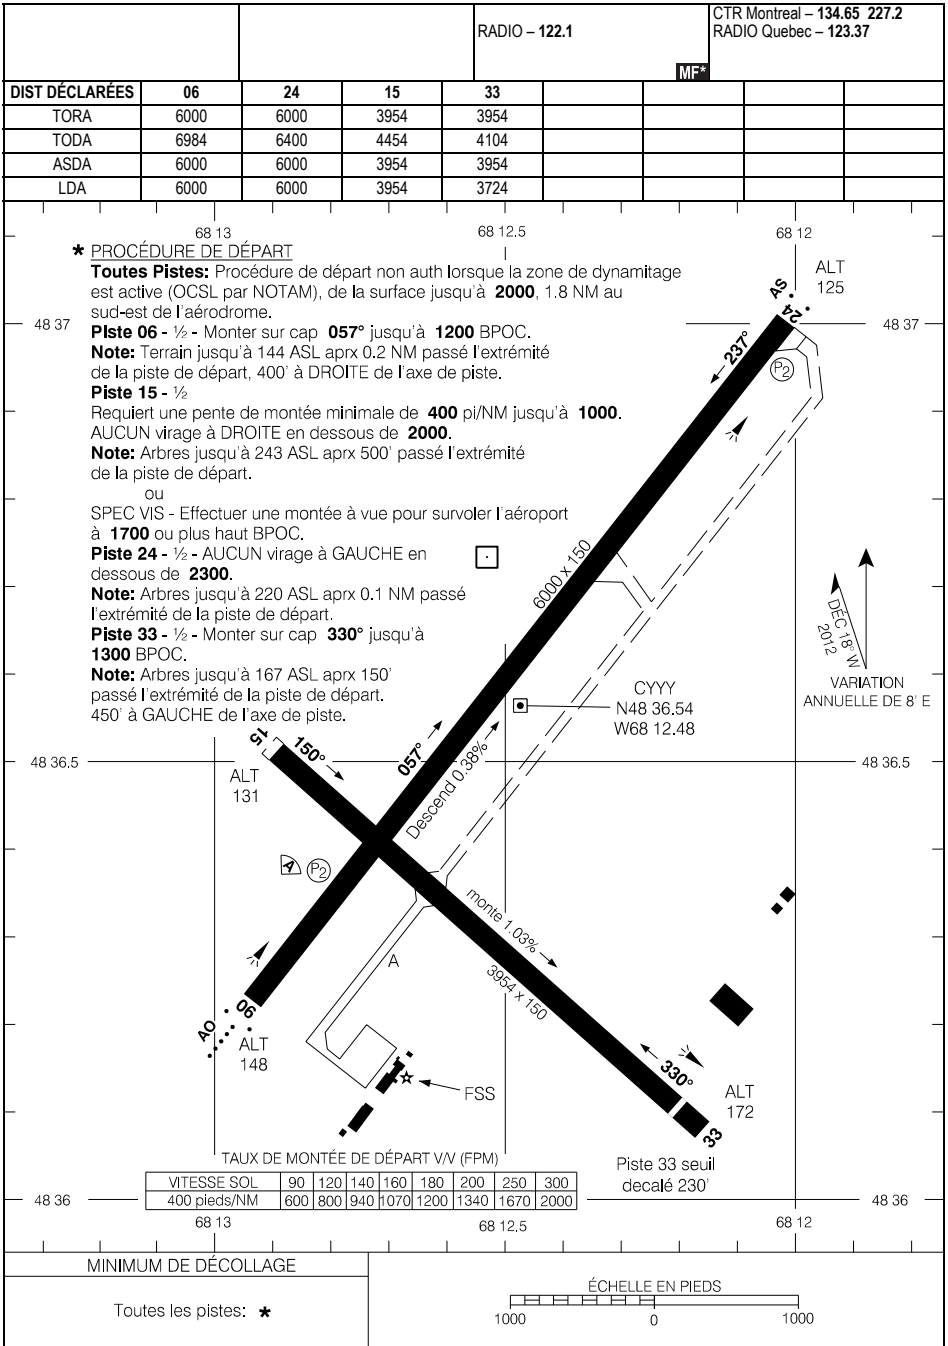 RADIO – 122.1
MF*
CTR Montreal – 134.65 227.2
RADIO Quebec – 123.37
DIST DÉCLARÉES 06 24 15 33
TORA 6000 6000 3954 3954
TODA 6984 6400 4454 4104
ASDA 6000 6000 3954 3954
LDA 6000 6000 3954 3724
68 13 68 12.5 68 12
* PROCÉDURE DE DÉPART
Toutes Pistes: Procédure de départ non auth lorsque la zone de dynamitage
est active (OCSL par NOTAM), de la surface jusqu'à 2000, 1.8 NM au
sud-est de l'aérodrome.
Piste 06 - ½ - Monter sur cap 057° jusqu'à 1200 BPOC.
Note: Terrain jusqu'à 144 ASL aprx 0.2 NM passé l'extrémité
de la piste de départ, 400' à DROITE de l'axe de piste.
Piste 15 - ½
Requiert une pente de montée minimale de 400 pi/NM jusqu'à 1000.
AUCUN virage à DROITE en dessous de 2000.
Note: Arbres jusqu'à 243 ASL aprx 500' passé l'extrémité
de la piste de départ.
ou
SPEC VIS - Effectuer une montée à vue pour survoler l'aéroport
à 1700 ou plus haut BPOC.
Piste 24 - ½ - AUCUN virage à GAUCHE en
dessous de 2300.
Note: Arbres jusqu'à 220 ASL aprx 0.1 NM passé
l'extrémité de la piste de départ.
Piste 33 - ½ - Monter sur cap 330° jusqu'à
1300 BPOC.
Note: Arbres jusqu'à 167 ASL aprx 150'
passé l'extrémité de la piste de départ.
450' à GAUCHE de l'axe de piste.
48 37
48 37
AS
24
ALT
125
237°
P2
6000 x 150
DÉC 18° W
2012
VARIATION
ANNUELLE DE 8' E
CYYY
N48 36.54
W68 12.48
48 36.5
48 36.5
15
150°
ALT
131
057°
Descend 0.38%
A
P2
monte 1.03%
3954 x 150
A
AO
06
ALT
148
FSS
330°
ALT
172
33
Piste 33 seuil
decalé 230'
TAUX DE MONTÉE DE DÉPART V/V (FPM)
VITESSE SOL 90 120 140 160 180 200 250 300
400 pieds/NM 600 800 940 1070 1200 1340 1670 2000
48 36
48 36
68 13 68 12.5 68 12
MINIMUM DE DÉCOLLAGE
Toutes les pistes: *
ÉCHELLE EN PIEDS
1000 0 1000